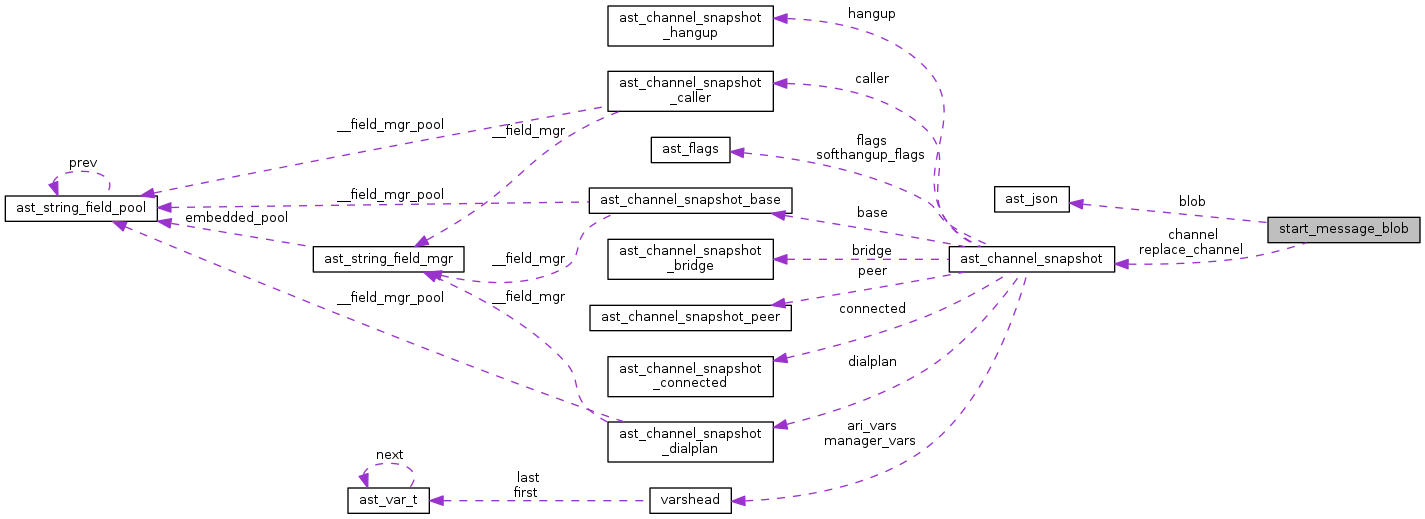 ast_channel_snapshot
_hangup
hangup
ast_channel_snapshot
_caller
caller
__field_mgr_pool
__field_mgr
ast_flags
flags
softhangup_flags
prev
ast_string_field_pool
__field_mgr_pool
embedded_pool
ast_channel_snapshot_base
base
ast_json
blob
start_message_blob
channel
replace_channel
ast_string_field_mgr
__field_mgr
ast_channel_snapshot
_bridge
bridge
ast_channel_snapshot
peer
__field_mgr_pool
__field_mgr
ast_channel_snapshot_peer
connected
ast_channel_snapshot
_connected
dialplan
ast_channel_snapshot
_dialplan
ari_vars
manager_vars
next
ast_var_t
last
first
varshead